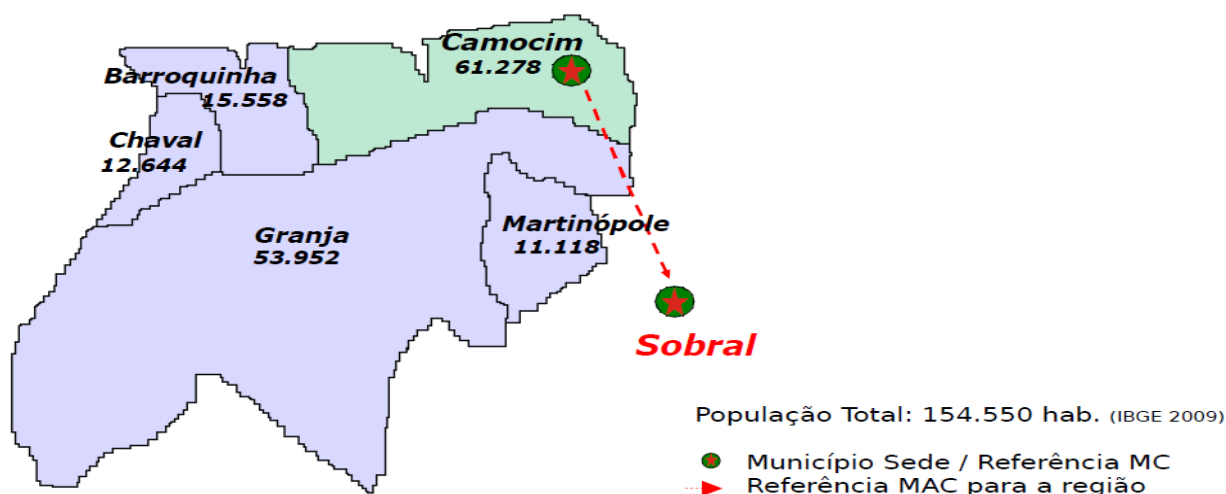 Camocim
61.278
Barroquinha
15.558
Chaval
12.644
Granja
53.952
Martinópole
11.118
Sobral
População Total: 154.550 hab. (IBGE 2009)
Município Sede / Referência MC
Referência MAC para a região